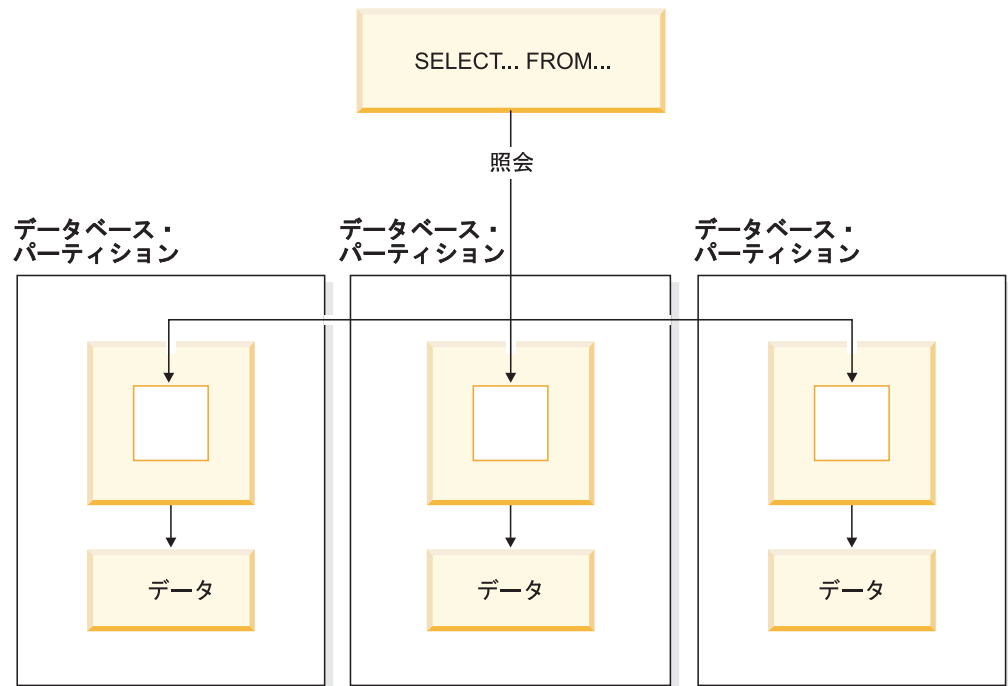 SELECT... FROM...
照会
データベース・
パーティション
データベース・
パーティション
データベース・
パーティション
データ
データ
データ